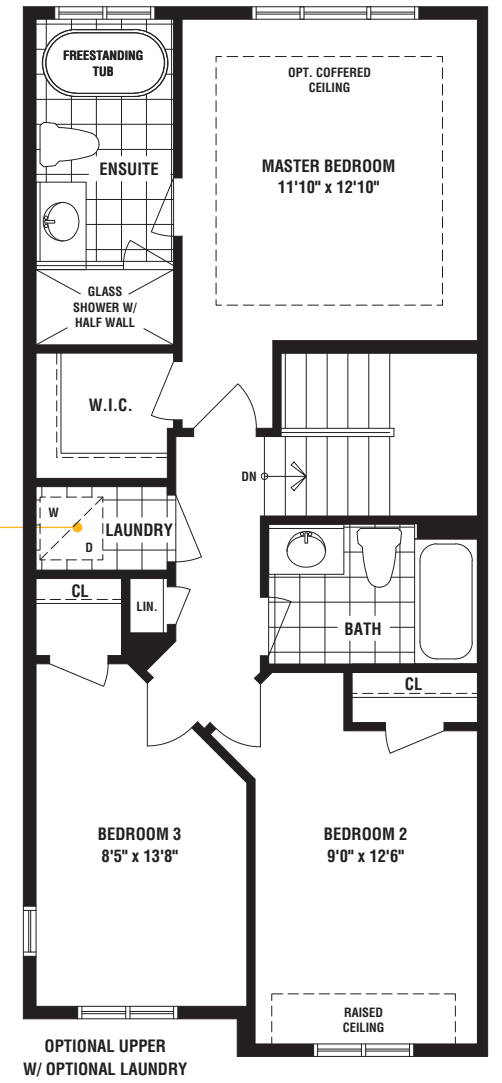 FREESTANDING
TUB
OPT. COFFERED
CEILING
ENSUITE
MASTER BEDROOM
11'10" x 12'10"
GLASS
SHOWER W/
HALF WALL
W.I.C.
DN
W
D
LAUNDRY
CL
LIN.
BATH
CL
BEDROOM 3
8'5" x 13'8"
BEDROOM 2
9'0" x 12'6"
RAISED
CEILING
OPTIONAL UPPER
W/ OPTIONAL LAUNDRY